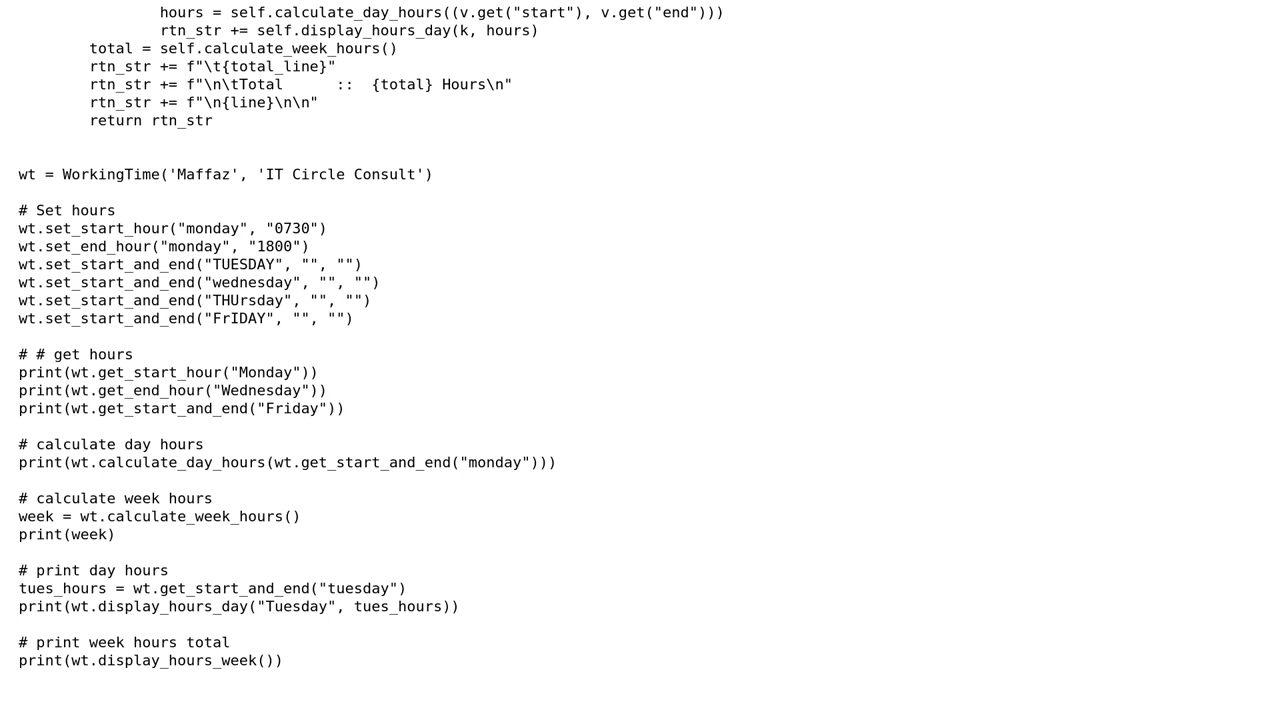 hours = self.calculate_day_hours((v.get("start"), v.get("end")))
                rtn_str += self.display_hours_day(k, hours)
        total = self.calculate_week_hours()
        rtn_str += f"\t{total_line}"
        rtn_str += f"\n\tTotal      ::  {total} Hours\n"
        rtn_str += f"\n{line}\n\n"
        return rtn_str


wt = WorkingTime('Maffaz', 'IT Circle Consult')

# Set hours
wt.set_start_hour("monday", "0730")
wt.set_end_hour("monday", "1800")
wt.set_start_and_end("TUESDAY", "", "")
wt.set_start_and_end("wednesday", "", "")
wt.set_start_and_end("THUrsday", "", "")
wt.set_start_and_end("FrIDAY", "", "")

# # get hours
print(wt.get_start_hour("Monday"))
print(wt.get_end_hour("Wednesday"))
print(wt.get_start_and_end("Friday"))

# calculate day hours
print(wt.calculate_day_hours(wt.get_start_and_end("monday")))

# calculate week hours
week = wt.calculate_week_hours()
print(week)

# print day hours
tues_hours = wt.get_start_and_end("tuesday")
print(wt.display_hours_day("Tuesday", tues_hours))

# print week hours total
print(wt.display_hours_week())